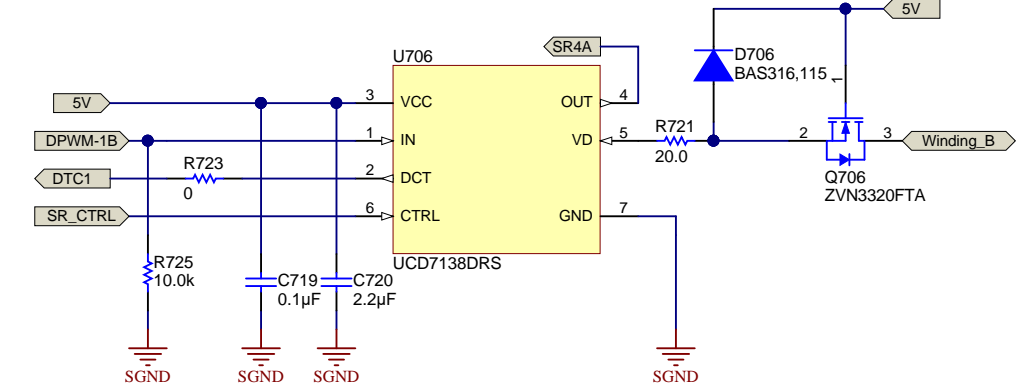 5V
SR4A
U706
D706
BAS316,115
1
5V
3
VCC
OUT
4
DPWM-1B
1
IN
VD
5
R721
20.0
2
3
Winding_B
DTC1
R723
0
2
DCT
Q706
ZVN3320FTA
SR_CTRL
6
CTRL
GND
7
UCD7138DRS
R725
10.0k
C719
0.1µF
C720
2.2µF
SGND
SGND
SGND
SGND